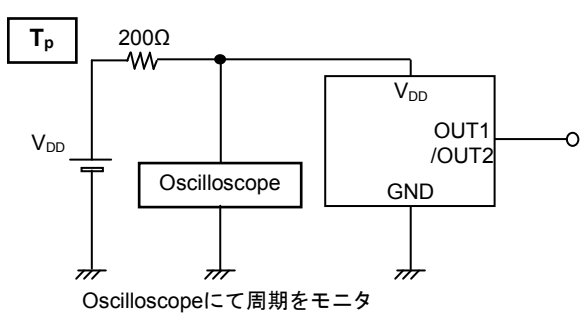 Tp
200Ω
VDD
VDD
OUT1
/OUT2
Oscilloscope
GND
Oscilloscopeにて周期をモニタ